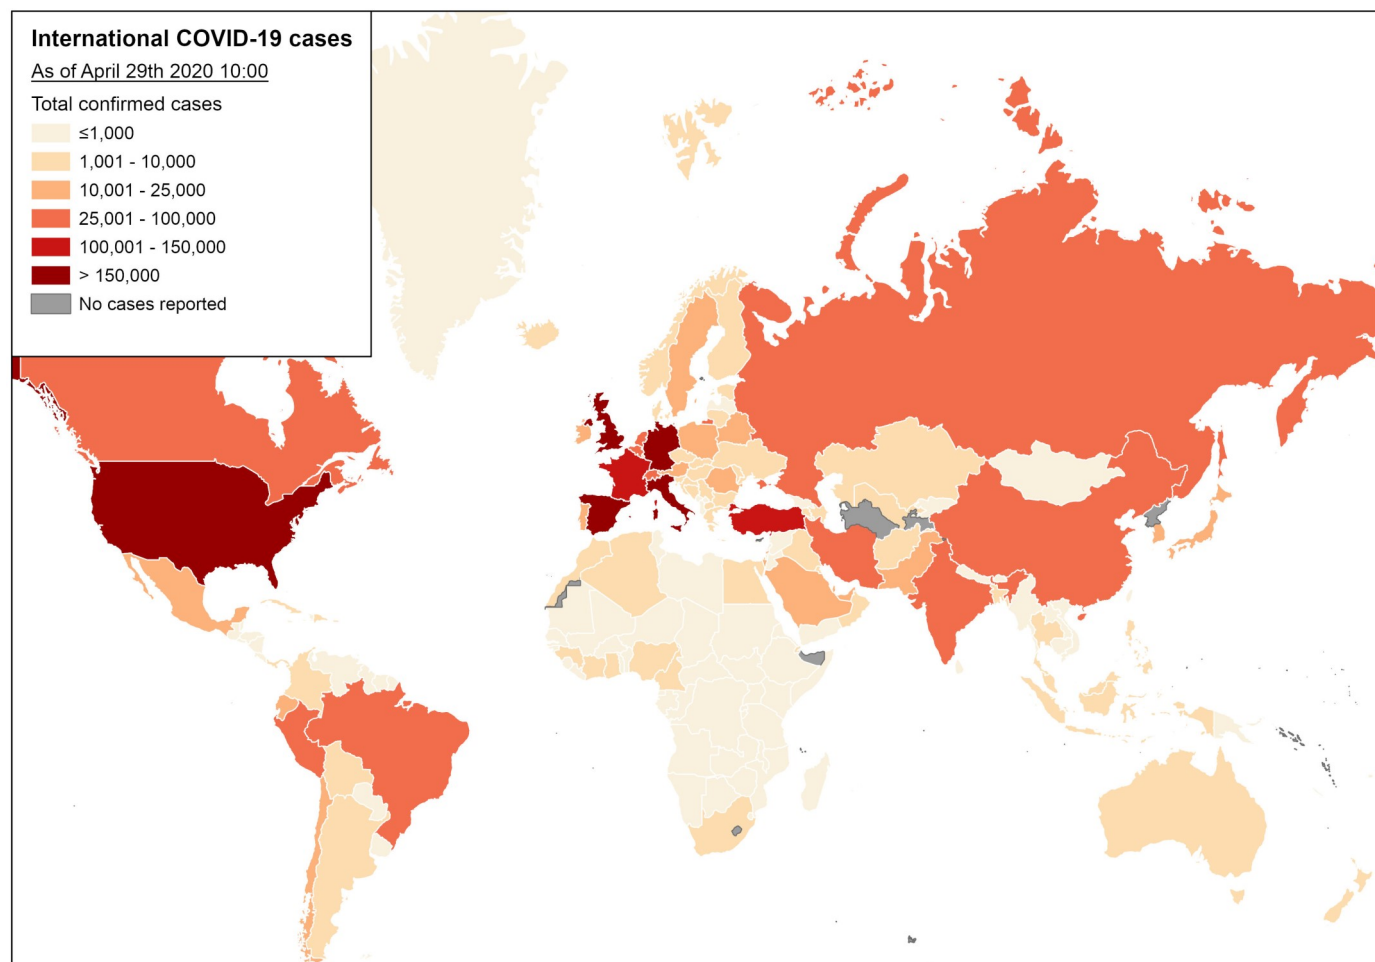 International COVID-19 cases
As of April 29th 2020 10:00
Total confirmed cases
≤1,000
1,001 - 10,000
10,001 - 25,000
25,001 - 100,000
100,001 - 150,000
> 150,000
No cases reported